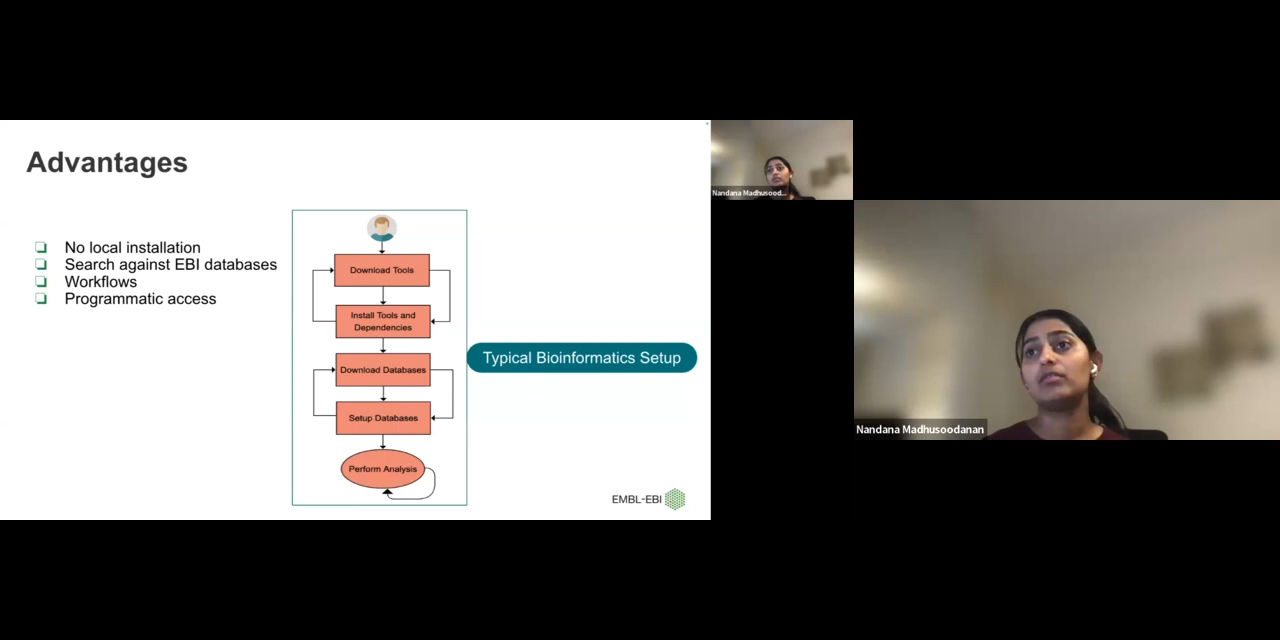 Advantages
No local installation
Search against EBI databases
Workflows
Programmatic access
Download Tools
Install Tools and
Dependencies
Download Databases
Setup Databases
Perform Analysis
Typical Bioinformatics Setup
EMBL-EBI
Nandana Madhusood...
Nandana Madhusoodanan